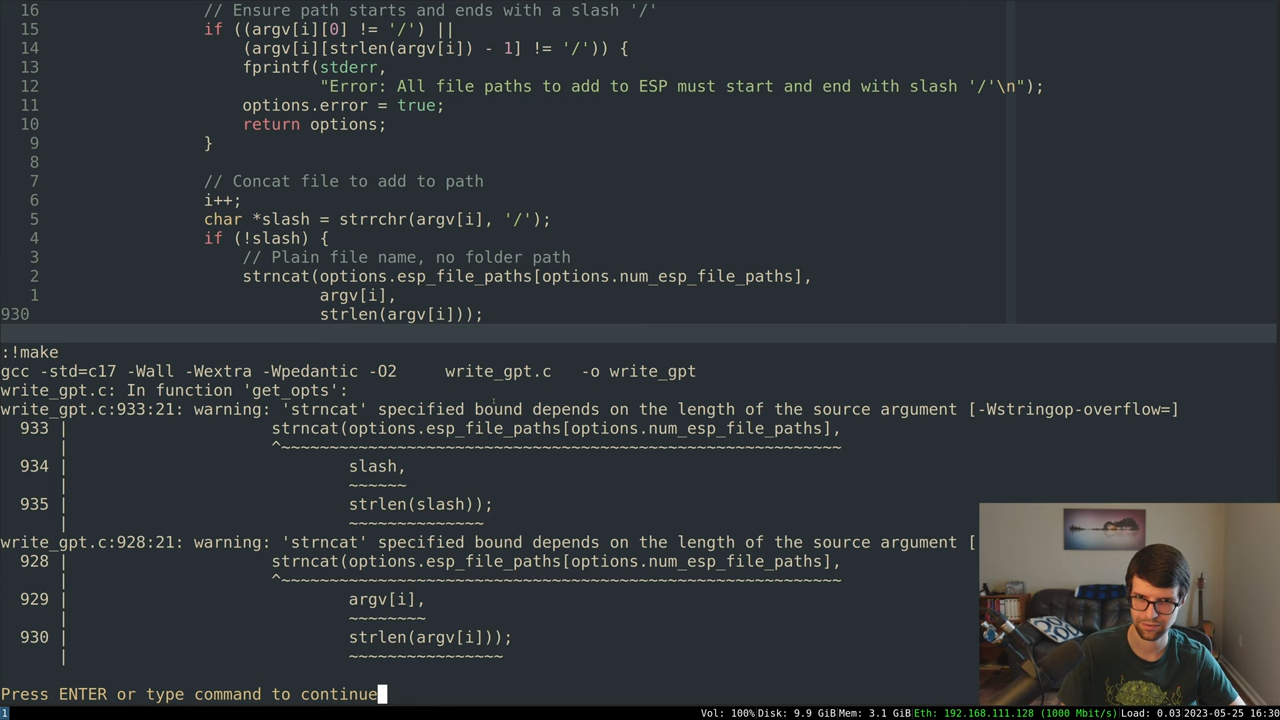 16                 // Ensure path starts and ends with a slash '/'
15                 if ((argv[i][0] != '/') ||
14                     (argv[i][strlen(argv[i]) - 1] != '/')) {
13                     fprintf(stderr,
12                             "Error: All file paths to add to ESP must start and end with slash '/'\n");
11                     options.error = true;
10                     return options;
9                 }
8
7                 // Concat file to add to path
6                 i++;
5                 char *slash = strrchr(argv[i], '/');
4                 if (!slash) {
3                     // Plain file name, no folder path
2                     strncat(options.esp_file_paths[options.num_esp_file_paths],
1                             argv[i],
930                             strlen(argv[i]));
:!make
gcc -std=c17 -Wall -Wextra -Wpedantic -O2     write_gpt.c   -o write_gpt
write_gpt.c: In function 'get_opts':
write_gpt.c:933:21: warning: 'strncat' specified bound depends on the length of the source argument [-Wstringop-overflow=]
  933 |                     strncat(options.esp_file_paths[options.num_esp_file_paths],
      |                     ^~~~~~~~~~~~~~~~~~~~~~~~~~~~~~~~~~~~~~~~~~~~~~~~~~~~~~~~~~~
  934 |                             slash,
      |                             ~~~~~~
  935 |                             strlen(slash));
      |                             ~~~~~~~~~~~~~~
write_gpt.c:928:21: warning: 'strncat' specified bound depends on the length of the source argument [
  928 |                     strncat(options.esp_file_paths[options.num_esp_file_paths],
      |                     ^~~~~~~~~~~~~~~~~~~~~~~~~~~~~~~~~~~~~~~~~~~~~~~~~~~~~~~~~~~
  929 |                             argv[i],
      |                             ~~~~~~~~
  930 |                             strlen(argv[i]));
      |                             ~~~~~~~~~~~~~~~~
Press ENTER or type command to continue
1 Vol: 100% Disk: 9.9 GiB Mem: 3.1 GiB Eth: 192.168.111.128 (1000 Mbit/s) Load: 0.03 2023-05-25 16:30